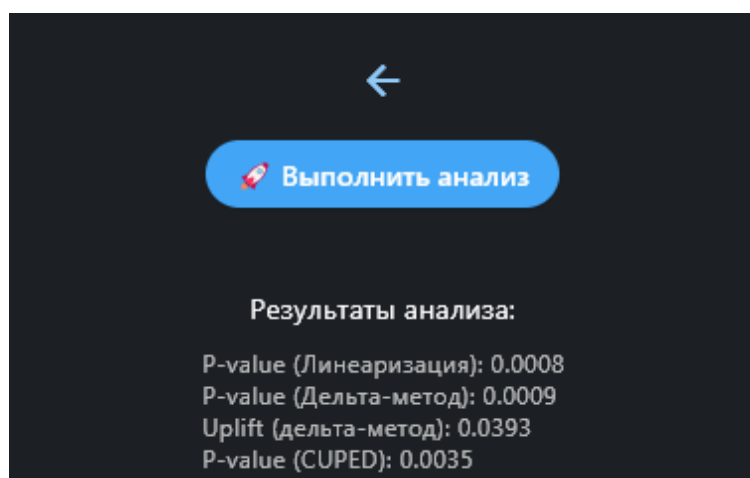 🚀 Выполнить анализ
Результаты анализа:
P-value (Линеаризация): 0.0008
P-value (Дельта-метод): 0.0009
Uplift (дельта-метод): 0.0393
P-value (CUPED): 0.0035